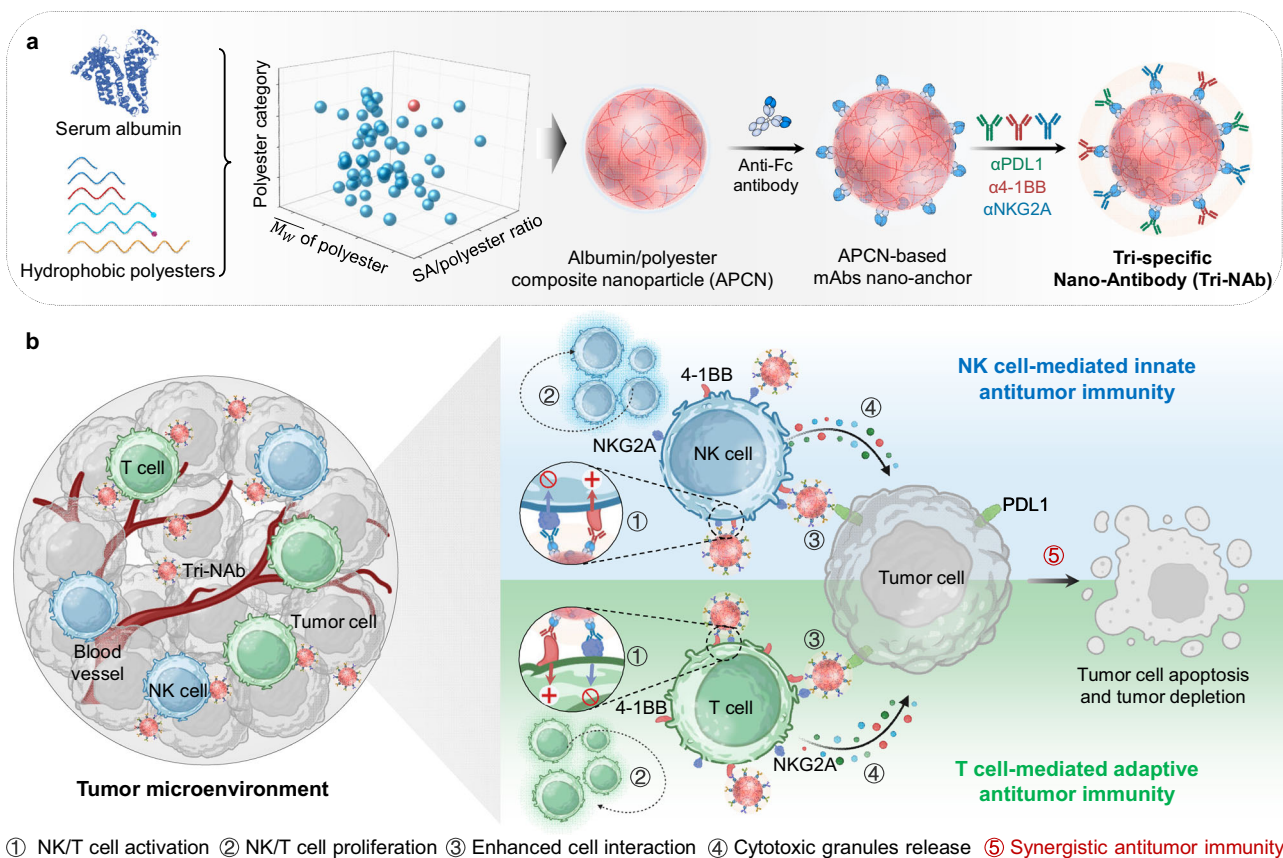 a
Serum albumin
Hydrophobic polyesters
Polyester category
Mw of polyester
SA/polyester ratio
Albumin/polyester
composite nanoparticle (APCN)
Anti-Fc
antibody
APCN-based
mAbs nano-anchor
αPDL1
α4-1BB
αNKG2A
Tri-specific
Nano-Antibody (Tri-NAb)
b
T cell
Tri-NAb
Tumor cell
Blood
vessel
NK cell
Tumor microenvironment
②
4-1BB
NKG2A
NK cell
④
NK cell-mediated innate
antitumor immunity
①
③
PDL1
Tumor cell
⑤
①
③
4-1BB
T cell
NKG2A
②
④
Tumor cell apoptosis
and tumor depletion
T cell-mediated adaptive
antitumor immunity
① NK/T cell activation ② NK/T cell proliferation ③ Enhanced cell interaction ④ Cytotoxic granules release ⑤ Synergistic antitumor immunity